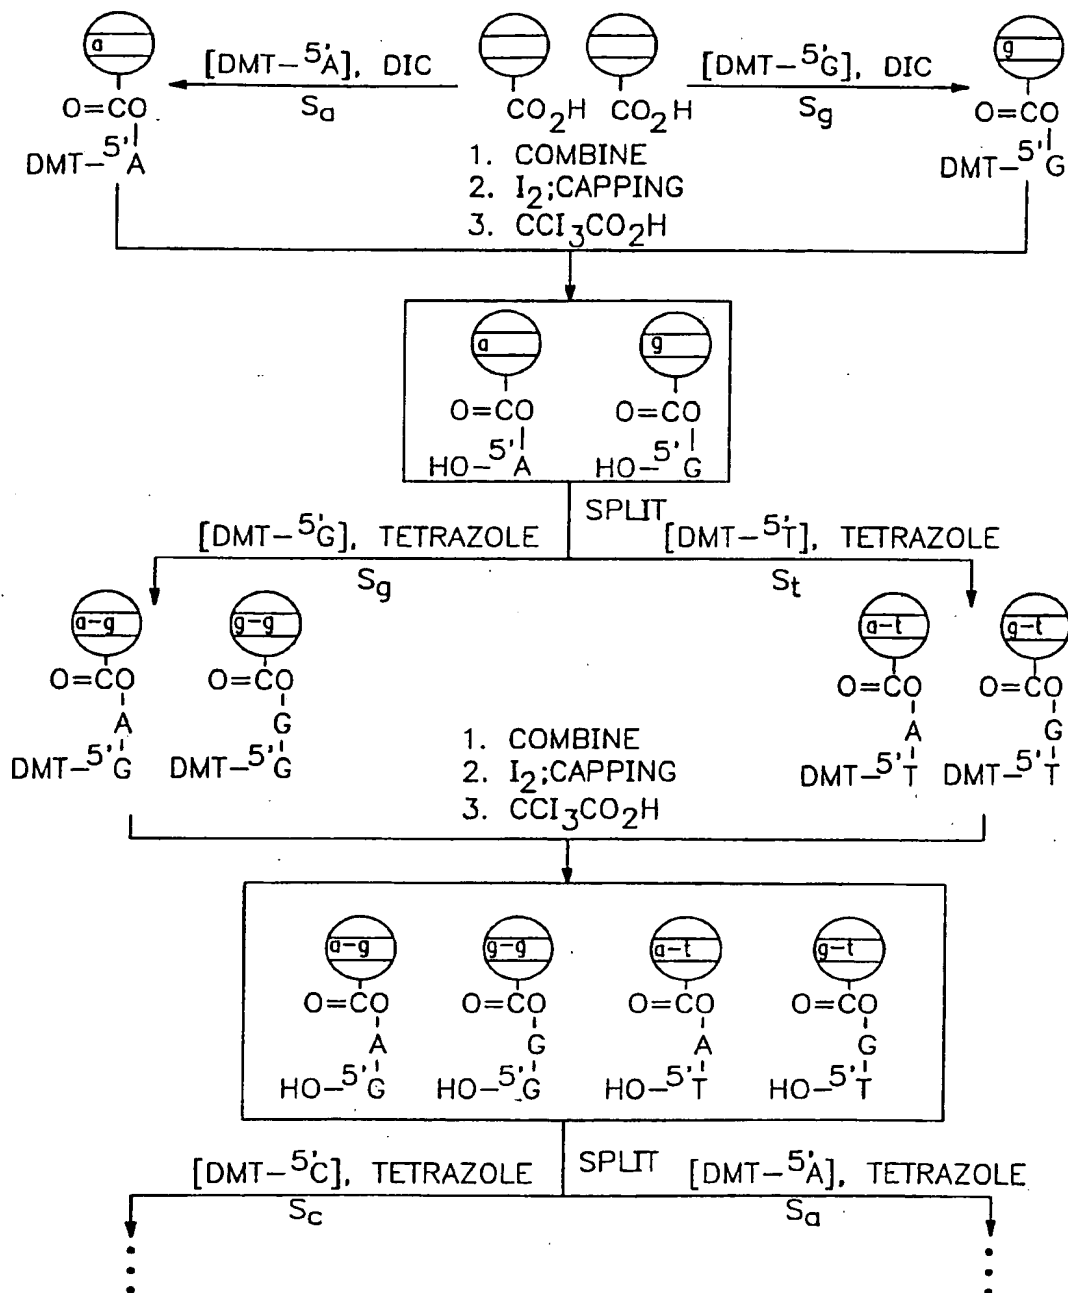 a
[DMT-5'A], DIC
Sa
CO2H
CO2H
[DMT-5'G], DIC
Sg
g
O=CO
DMT-5'A
O=CO
DMT-5'G
1. COMBINE
2. I2;CAPPING
3. CCl3CO2H
a
g
O=CO
O=CO
HO-5'A
HO-5'G
SPLIT
[DMT-5'G], TETRAZOLE
Sg
[DMT-5'T], TETRAZOLE
St
a-g
g-g
a-t
g-t
O=CO
O=CO
O=CO
O=CO
A
G
A
G
DMT-5'G
DMT-5'G
DMT-5'T
DMT-5'T
1. COMBINE
2. I2;CAPPING
3. CCl3CO2H
a-g
g-g
a-t
g-t
O=CO
O=CO
O=CO
O=CO
A
G
A
G
HO-5'G
HO-5'G
HO-5'T
HO-5'T
SPLIT
[DMT-5'C], TETRAZOLE
Sc
[DMT-5'A], TETRAZOLE
Sa